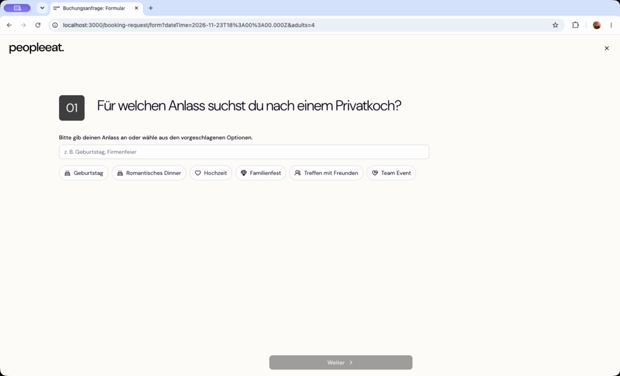 Buchungsanfrage: Formular
localhost:3000/booking-request/form?dateTime=2026-11-23T18%3A00%3A00.000Z&adults=4
peopleeat.
01
Für welchen Anlass suchst du nach einem Privatkoch?
Bitte gib deinen Anlass an oder wähle aus den vorgeschlagenen Optionen.
z. B. Geburtstag, Firmenfeier
Geburtstag Romantisches Dinner Hochzeit Familienfest Treffen mit Freunden Team Event
Weiter